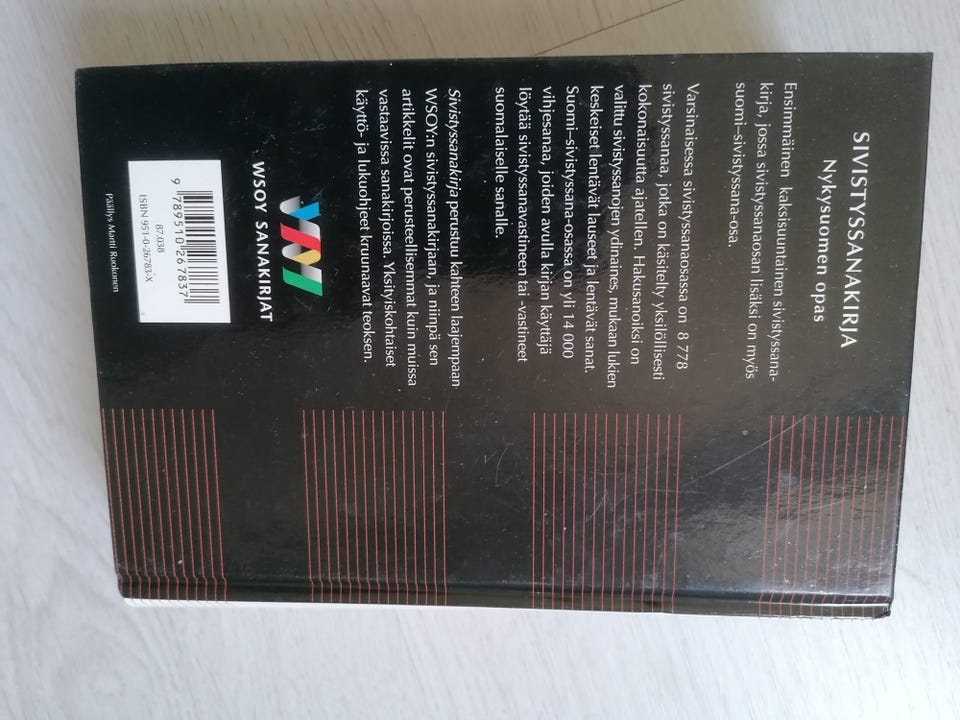 SIVISTYSSANAKIRJA
Nykysuomen opas
Ensimmäinen kaksisuuntainen sivistyssana-
kirja, jossa sivistyssanaosan lisäksi on myös
suomi–sivistyssana-osa.
Varsinaisessa sivistyssanaosassa on 8 778
sivistyssanaa, jotka on käsitelty yksilöllisesti
kokonaisuutta ajatellen. Hakusanoiksi on
valittu sivistyssanojen ydinaines, mukaan lukien
keskeiset lentävät lauseet ja lentävät sanat.
Suomi–sivistyssana-osassa on yli 14 000
vihjesanaa, joiden avulla kirjan käyttäjä
löytää sivistyssanavastineen tai -vastineet
suomalaiselle sanalle.
Sivistyssanakirja perustuu kahteen laajempaan
WSOY:n sivistyssanakirjaan, ja niinpä sen
artikkelit ovat perusteellisemmat kuin muissa
vastaavissa sanakirjoissa. Yksityiskohtaiset
käyttö- ja lukuohjeet kruunaavat teoksen.
WSOY SANAKIRJAT
9 789510 267837
87.038
ISBN 951-0-26783-X
Päällys Martti Ruokonen